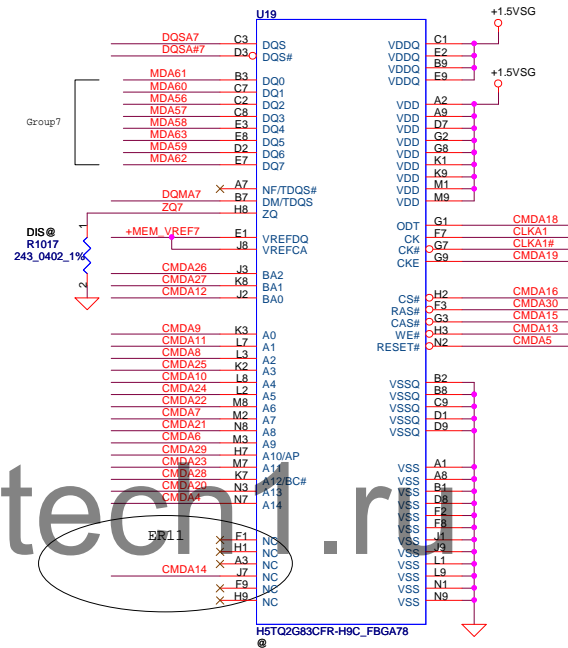 U19
+1.5VSG
DQSA7 C3 DQS VDDQ C1
DQSA#7 D3 DQS# VDDQ E2
VDDQ B9
VDDQ E9
+1.5VSG
MDA61 B3 DQ0
MDA60 C7 DQ1
MDA56 C2 DQ2 VDD A2
MDA57 C8 DQ3 VDD A9
Group7
MDA58 E3 DQ4 VDD D7
MDA63 E8 DQ5 VDD G2
MDA59 D2 DQ6 VDD G8
MDA62 E7 DQ7 VDD K1
VDD K9
A7 NF/TDQS# VDD M1
DQMA7 B7 DM/TDQS VDD M9
ZQ7 H8 ZQ
ODT G1 CMDA18
DIS@
R1017
243_0402_1%
1
2
+MEM_VREF7 E1 VREFDQ CK F7 CLKA1
J8 VREFCA CK# G7 CLKA1#
CKE G9 CMDA19
CMDA26 J3 BA2
CMDA27 K8 BA1
CMDA12 J2 BA0 CS# H2 CMDA16
RAS# F3 CMDA30
CAS# G3 CMDA15
CMDA9 K3 A0 WE# H3 CMDA13
CMDA11 L7 A1 RESET# N2 CMDA5
CMDA8 L3 A2
CMDA25 K2 A3
CMDA10 L8 A4 VSSQ B2
CMDA24 L2 A5 VSSQ B8
CMDA22 M8 A6 VSSQ C9
CMDA7 M2 A7 VSSQ D1
CMDA21 N8 A8 VSSQ D9
CMDA6 M3 A9
CMDA29 H7 A10/AP
CMDA23 M7 A11 VSS A1
CMDA28 K7 A12/BC# VSS A8
CMDA20 N3 A13 VSS B1
CMDA4 N7 A14 VSS D8
VSS F2
VSS F8
tech1.ru
ER11
F1 NC VSS J1
H1 NC VSS J9
A3 NC VSS L1
CMDA14 J7 NC VSS L9
F9 NC VSS N1
H9 NC VSS N9
H5TQ2G83CFR-H9C_FBGA78
@